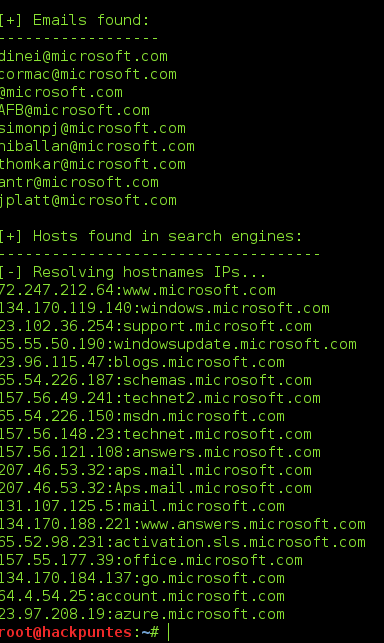 [+] Emails found:
------------------
dinei@microsoft.com
cormac@microsoft.com
@microsoft.com
AFB@microsoft.com
simonpj@microsoft.com
niballan@microsoft.com
thomkar@microsoft.com
antr@microsoft.com
jplatt@microsoft.com
[+] Hosts found in search engines:
------------------------------------
[-] Resolving hostnames IPs...
72.247.212.64:www.microsoft.com
134.170.119.140:windows.microsoft.com
23.102.36.254:support.microsoft.com
65.55.50.190:windowsupdate.microsoft.com
23.96.115.47:blogs.microsoft.com
65.54.226.187:schemas.microsoft.com
157.56.49.241:technet2.microsoft.com
65.54.226.150:msdn.microsoft.com
157.56.148.23:technet.microsoft.com
157.56.121.108:answers.microsoft.com
207.46.53.32:aps.mail.microsoft.com
207.46.53.32:Aps.mail.microsoft.com
131.107.125.5:mail.microsoft.com
134.170.188.221:www.answers.microsoft.com
65.52.98.231:activation.sls.microsoft.com
157.55.177.39:office.microsoft.com
134.170.184.137:go.microsoft.com
64.4.54.25:account.microsoft.com
23.97.208.19:azure.microsoft.com
root@hackpuntes:~#